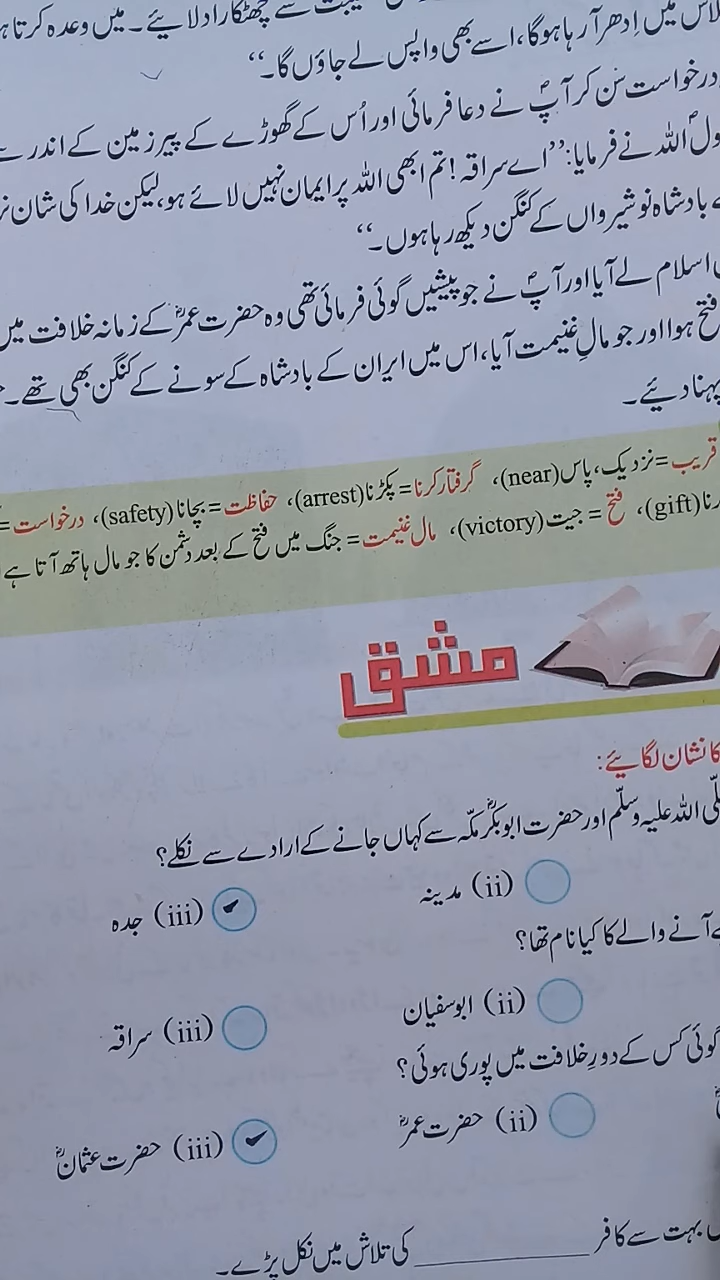 میں اِدھر آ رہا ہوگا، اسے بھی واپس لے جاؤں گا۔‘‘
درخواست سُن کر آپؐ نے دعا فرمائی اور اُس کے گھوڑے کے پیر زمین کے اندر
اللہ نے فرمایا: ’’اے سراقہ! تم ابھی اللہ پر ایمان نہیں لائے ہو، لیکن خدا کی شان
بادشاہ نوشیرواں کے کنگن دیکھ رہا ہوں۔‘‘
اسلام لے آیا اور آپؐ نے جو پیشیں گوئی فرمائی تھی وہ حضرت عمرؓ کے زمانہ خلافت میں
فتح ہوا اور جو مالِ غنیمت آیا، اس میں ایران کے بادشاہ کے سونے کے کنگن بھی تھے۔
پہنا دیئے۔
قریب = نزدیک، پاس (near)، گرفتار کرنا = پکڑنا (arrest)، حفاظت = بچانا (safety)، درخواست =
(gift)، فتح = جیت (victory)، مال غنیمت = جنگ میں فتح کے بعد دشمن کا جو مال ہاتھ آتا ہے
مشق
کا نشان لگائیے:
اللہ علیہ وسلّم اور حضرت ابوبکرؓ مکّہ سے کہاں جانے کے ارادے سے نکلے؟
(ii) مدینہ (iii) جدہ
آنے والے کا کیا نام تھا؟
(ii) ابوسفیان (iii) سراقہ
گوئی کس کے دورِ خلافت میں پوری ہوئی؟
(ii) حضرت عمرؓ (iii) حضرت عثمانؓ
بہت سے کافر ______________ کی تلاش میں نکل پڑے۔